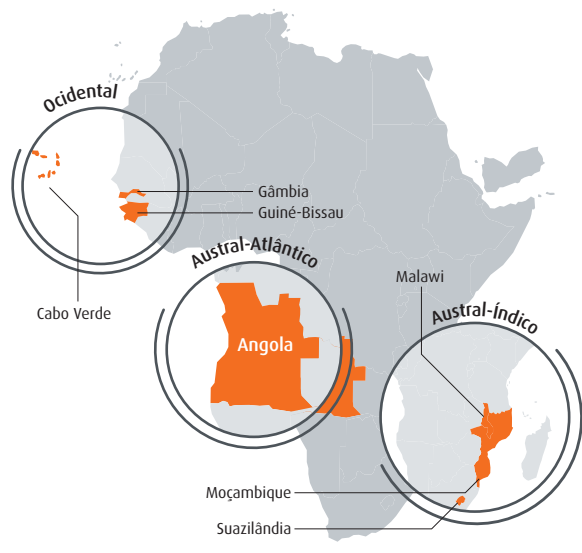 Ocidental
Gâmbia
Guiné-Bissau
Cabo Verde
Austral-Atlântico
Angola
Malawi
Austral-Índico
Moçambique
Suazilândia